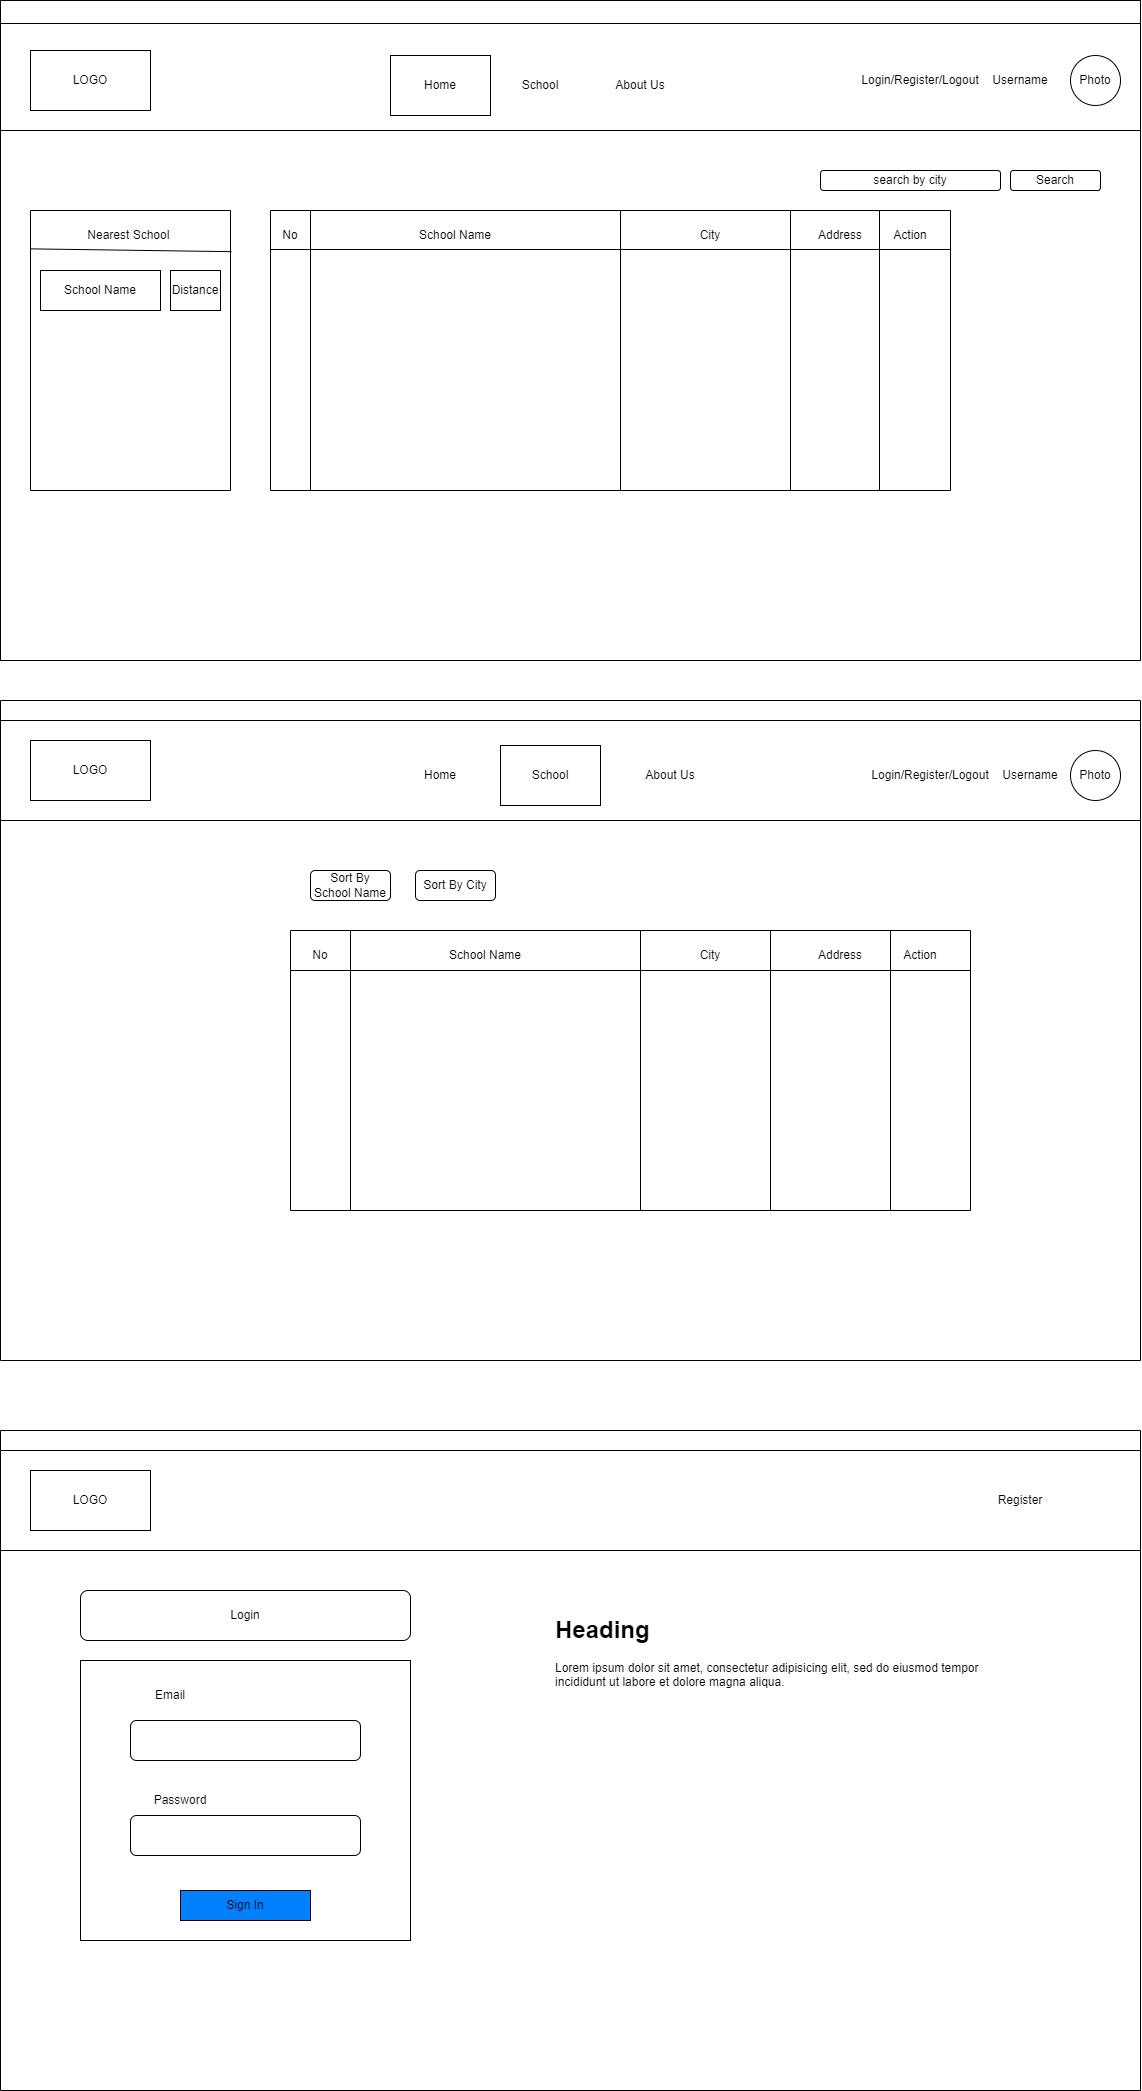 LOGO
Home
School
About Us
Login/Register/Logout
Username
Photo
search by city
Search
Nearest School
School Name
Distance
No
School Name
City
Address
Action
LOGO
Home
School
About Us
Login/Register/Logout
Username
Photo
Sort By
School Name
Sort By City
No
School Name
City
Address
Action
LOGO
Register
Login
Email
Password
Sign In
Heading
Lorem ipsum dolor sit amet, consectetur adipisicing elit, sed do eiusmod tempor
incididunt ut labore et dolore magna aliqua.